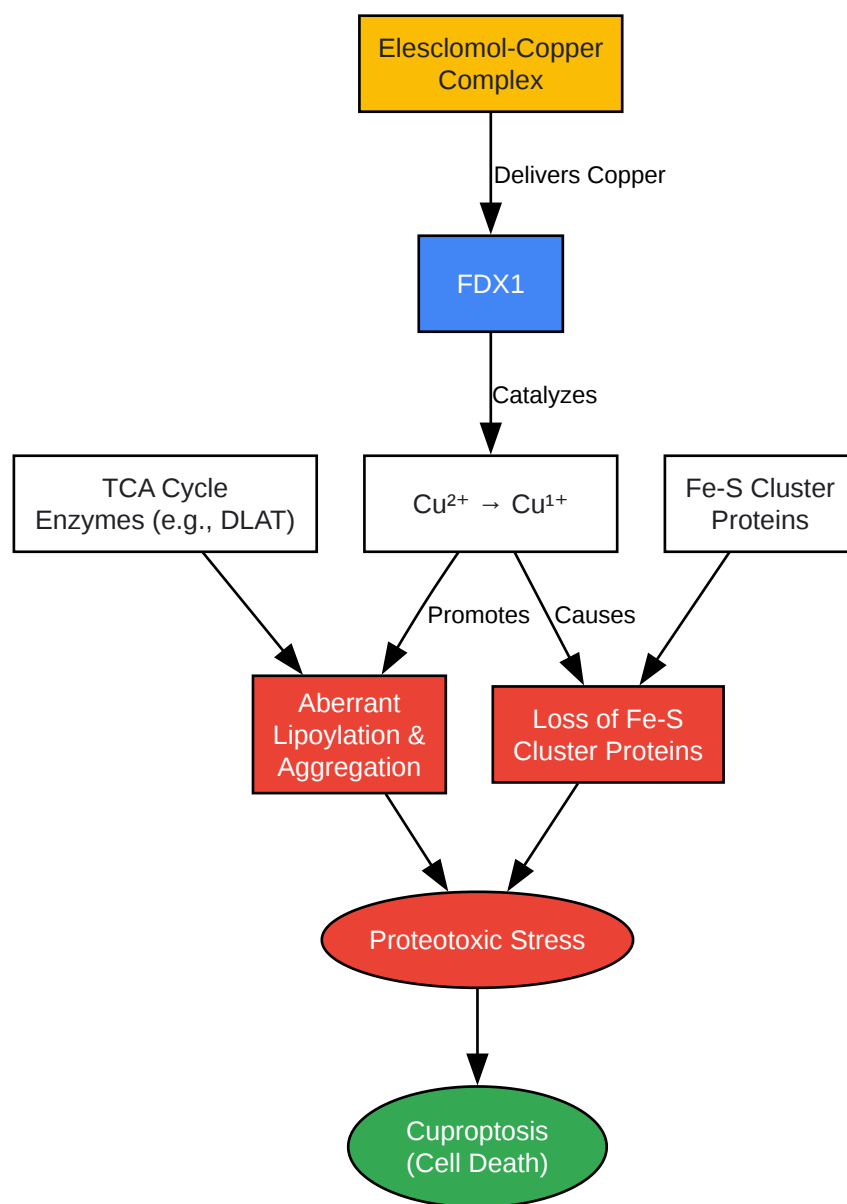 Elesclomol-Copper
Complex
Delivers Copper
FDX1
Catalyzes
TCA Cycle
Enzymes (e.g., DLAT)
Cu²⁺ → Cu¹⁺
Fe-S Cluster
Proteins
Promotes
Causes
Aberrant
Lipoylation &
Aggregation
Loss of Fe-S
Cluster Proteins
Proteotoxic Stress
Cuproptosis
(Cell Death)